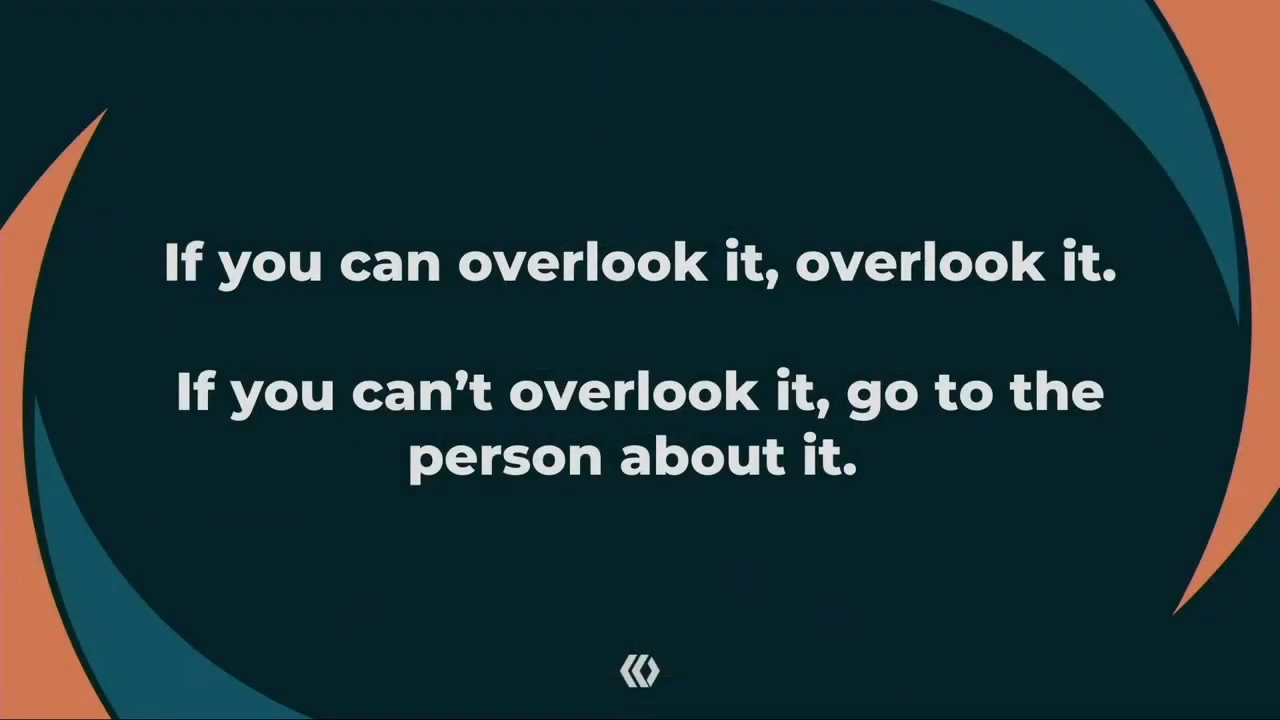 If you can overlook it, overlook it.
If you can’t overlook it, go to the
person about it.